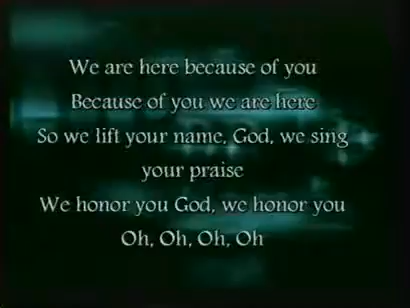 We are here because of you
Because of you we are here
So we lift your name, God, we sing
your praise
We honor you God, we honor you
Oh, Oh, Oh, Oh